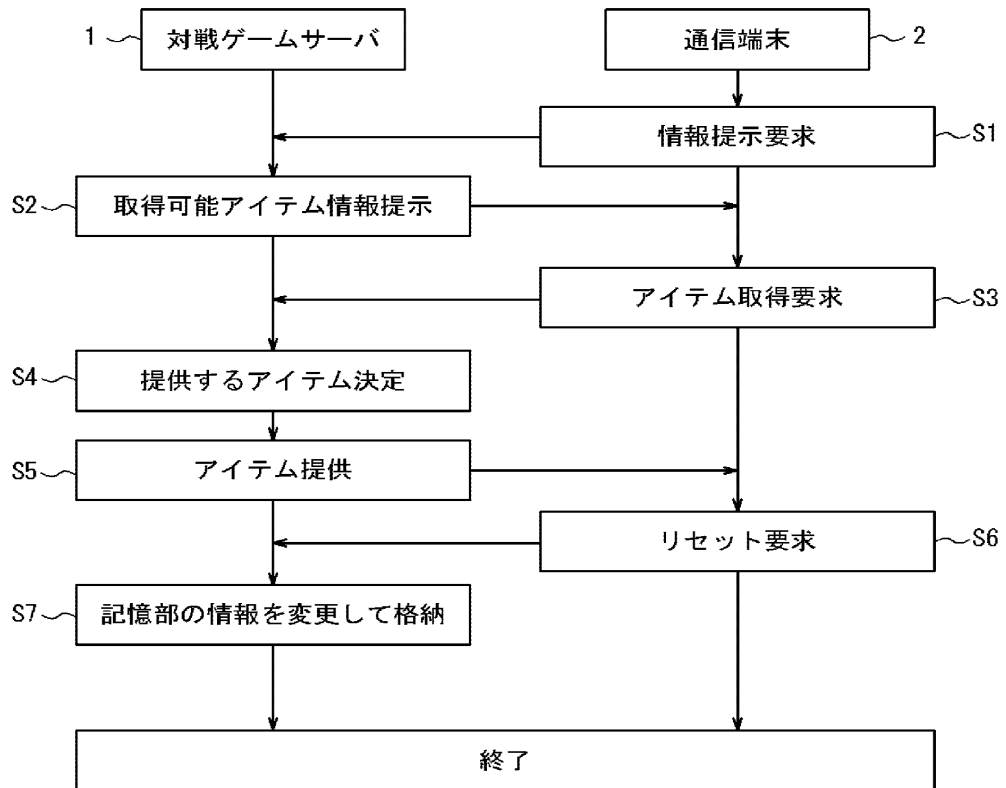 1 対戦ゲームサーバ
通信端末 2
情報提示要求 S1
S2 取得可能アイテム情報提示
アイテム取得要求 S3
S4 提供するアイテム決定
S5 アイテム提供
リセット要求 S6
S7 記憶部の情報を変更して格納
終了